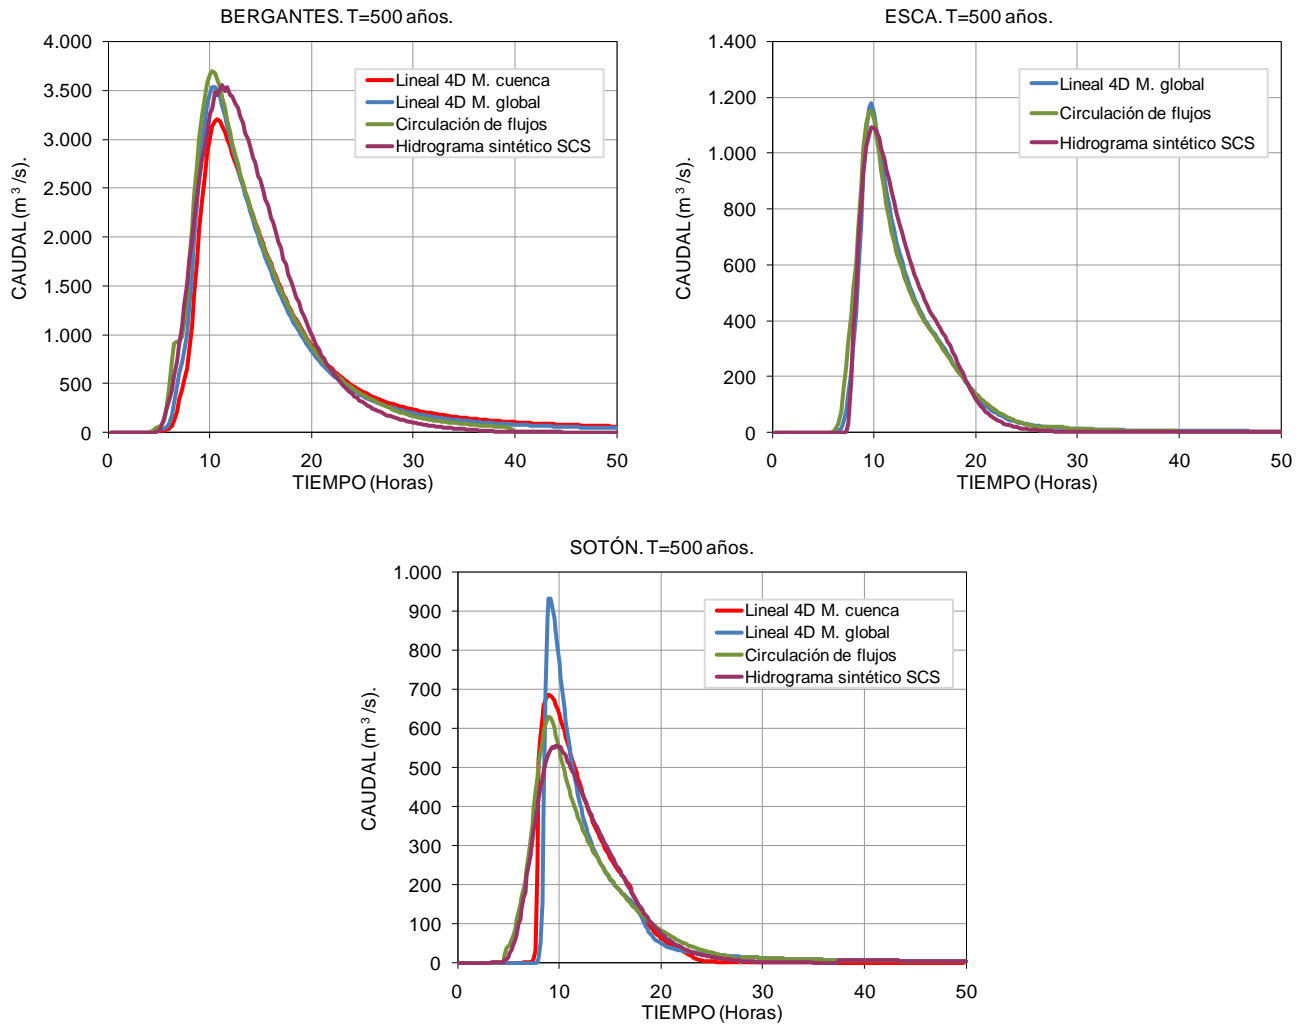 BERGANTES. T=500 años.
CAUDAL (m³/s).
4.000
3.500
3.000
2.500
2.000
1.500
1.000
500
0
Lineal 4D M. cuenca
Lineal 4D M. global
Circulación de flujos
Hidrograma sintético SCS
0 10 20 30 40 50
TIEMPO (Horas)
ESCA. T=500 años.
CAUDAL (m³/s).
1.400
1.200
1.000
800
600
400
200
0
Lineal 4D M. global
Circulación de flujos
Hidrograma sintético SCS
0 10 20 30 40 50
TIEMPO (Horas)
SOTÓN. T=500 años.
CAUDAL (m³/s).
1.000
900
800
700
600
500
400
300
200
100
0
Lineal 4D M. cuenca
Lineal 4D M. global
Circulación de flujos
Hidrograma sintético SCS
0 10 20 30 40 50
TIEMPO (Horas)